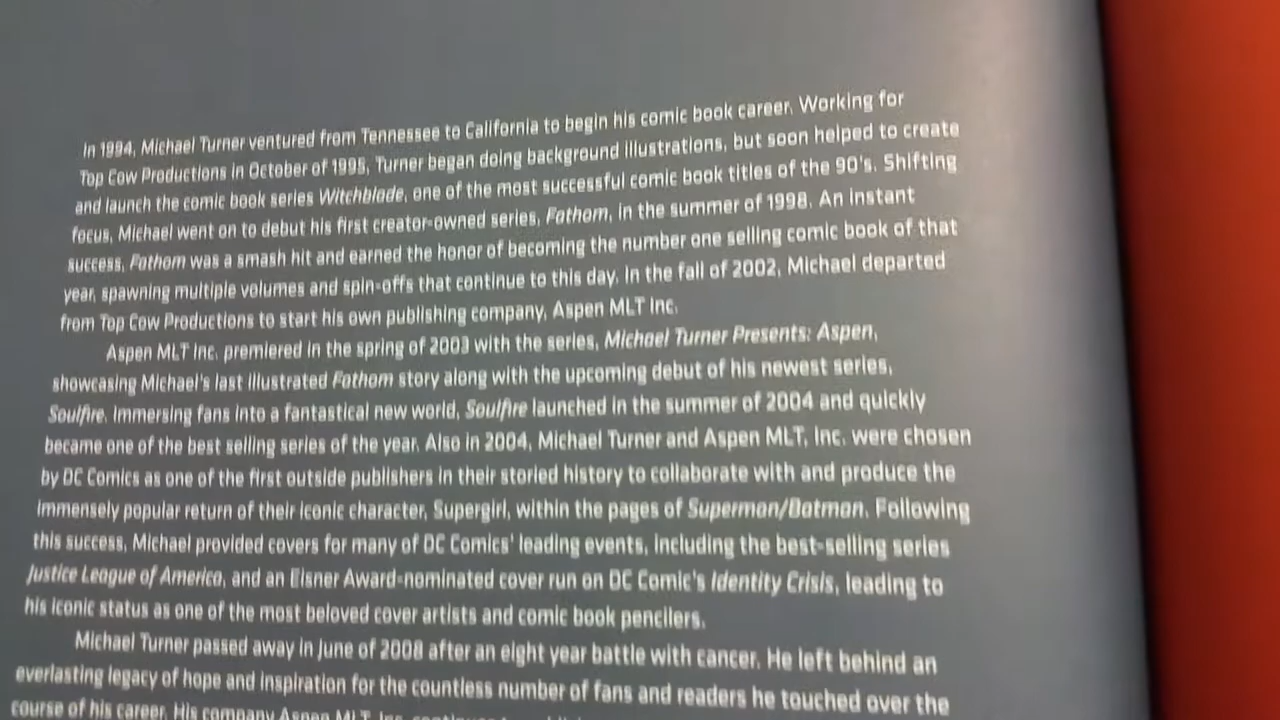 In 1994, Michael Turner ventured from Tennessee to California to begin his comic book career. Working for
Top Cow Productions in October of 1995, Turner began doing background illustrations, but soon helped to create
and launch the comic book series Witchblade, one of the most successful comic book titles of the 90's. Shifting
focus, Michael went on to debut his first creator-owned series, Fathom, in the summer of 1998. An instant
success, Fathom was a smash hit and earned the honor of becoming the number one selling comic book of that
year, spawning multiple volumes and spin-offs that continue to this day. In the fall of 2002, Michael departed
from Top Cow Productions to start his own publishing company, Aspen MLT Inc.
Aspen MLT Inc. premiered in the spring of 2003 with the series, Michael Turner Presents: Aspen,
showcasing Michael's last illustrated Fathom story along with the upcoming debut of his newest series,
Soulfire. Immersing fans into a fantastical new world, Soulfire launched in the summer of 2004 and quickly
became one of the best selling series of the year. Also in 2004, Michael Turner and Aspen MLT, Inc. were chosen
by DC Comics as one of the first outside publishers in their storied history to collaborate with and produce the
immensely popular return of their iconic character, Supergirl, within the pages of Superman/Batman. Following
this success, Michael provided covers for many of DC Comics' leading events, including the best-selling series
Justice League of America, and an Eisner Award-nominated cover run on DC Comic's Identity Crisis, leading to
his iconic status as one of the most beloved cover artists and comic book pencilers.
Michael Turner passed away in June of 2008 after an eight year battle with cancer. He left behind an
everlasting legacy of hope and inspiration for the countless number of fans and readers he touched over the
course of his career. His company Aspen MLT, Inc. continues